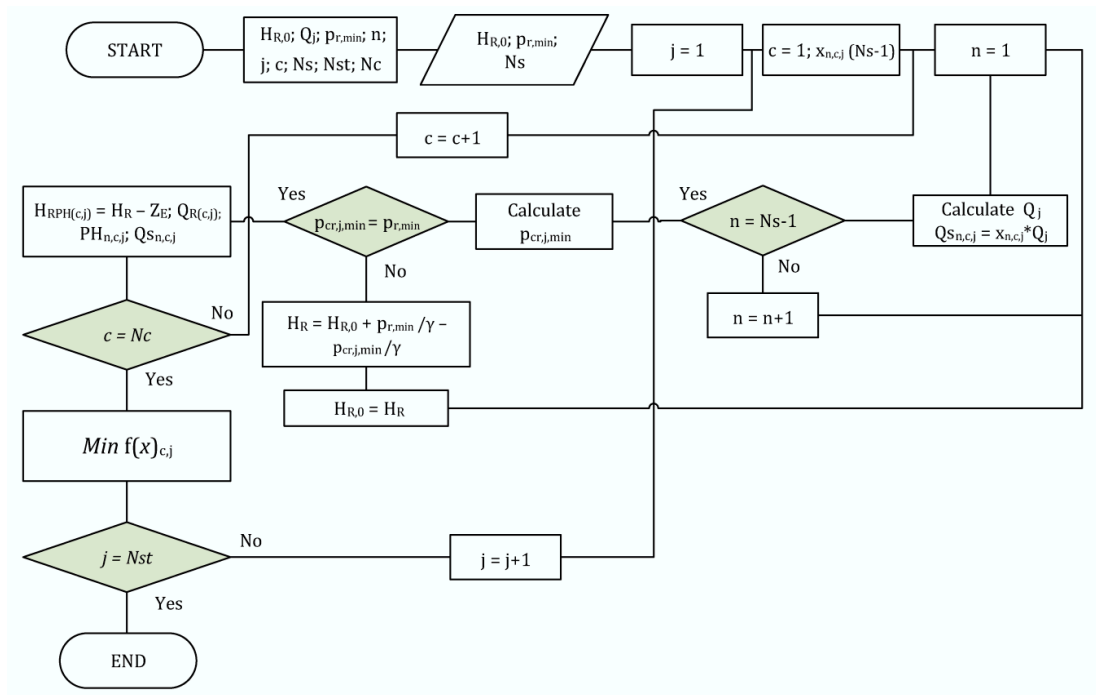 START
H_R,0; Q_j; p_r,min; n;
j; c; Ns; Nst; Nc
H_R,0; p_r,min;
Ns
j = 1
c = 1; x_n,c,j (Ns-1)
n = 1
c = c+1
H_RPH(c,j) = H_R – Z_E; Q_R(c,j);
PH_n,c,j; Qs_n,c,j
Yes
p_cr,j,min = p_r,min
No
Calculate
p_cr,j,min
Yes
n = Ns-1
No
Calculate Q_j
Qs_n,c,j = x_n,c,j*Q_j
n = n+1
c = Nc
No
Yes
H_R = H_R,0 + p_r,min /γ –
p_cr,j,min /γ
H_R,0 = H_R
Min f(x)_c,j
j = Nst
No
Yes
j = j+1
END